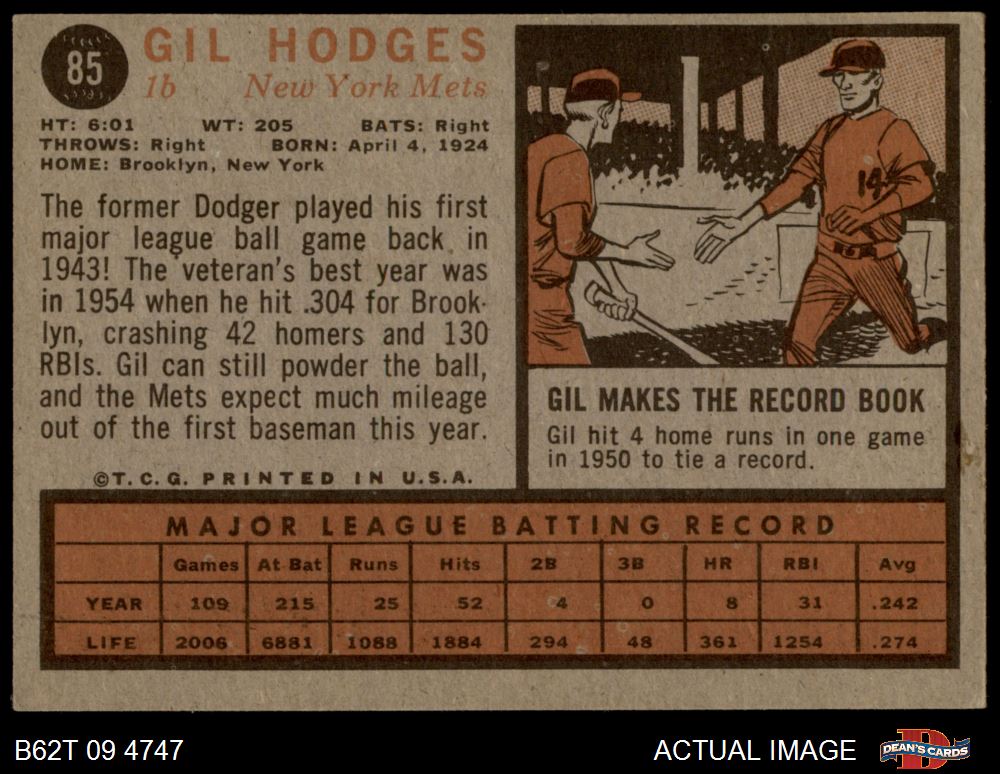 85
GIL HODGES
1b New York Mets
HT: 6:01 WT: 205 BATS: Right
THROWS: Right BORN: April 4, 1924
HOME: Brooklyn, New York
The former Dodger played his first
major league ball game back in
1943! The veteran's best year was
in 1954 when he hit .304 for Brook-
lyn, crashing 42 homers and 130
RBIs. Gil can still powder the ball,
and the Mets expect much mileage
out of the first baseman this year.
©T.C.G. PRINTED IN U.S.A.
14
GIL MAKES THE RECORD BOOK
Gil hit 4 home runs in one game
in 1950 to tie a record.
MAJOR LEAGUE BATTING RECORD
Games At Bat Runs Hits 2B 3B HR RBI Avg
YEAR 109 215 25 52 4 0 8 31 .242
LIFE 2006 6881 1088 1884 294 48 361 1254 .274
B62T 09 4747
ACTUAL IMAGE
DEAN'S CARDS